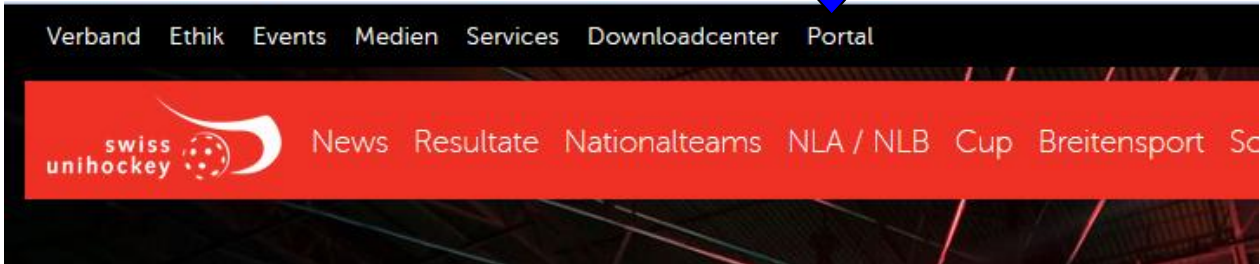 Verband Ethik Events Medien Services Downloadcenter Portal
swiss unihockey News Resultate Nationalteams NLA / NLB Cup Breitensport